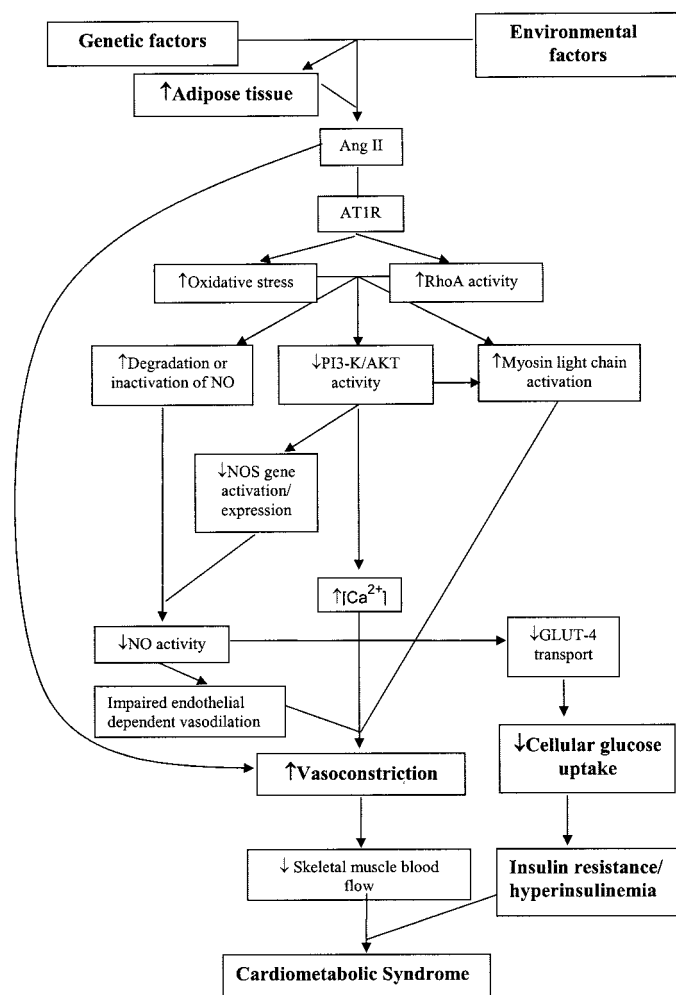 Genetic factors
Environmental
factors
↑Adipose tissue
Ang II
AT1R
↑Oxidative stress
↑RhoA activity
↑Degradation or
inactivation of NO
↓PI3-K/AKT
activity
↑Myosin light chain
activation
↓NOS gene
activation/
expression
↑⌈Ca²⁺⌉
↓NO activity
↓GLUT-4
transport
Impaired endothelial
dependent vasodilation
↑Vasoconstriction
↓Cellular glucose
uptake
↓ Skeletal muscle blood
flow
Insulin resistance/
hyperinsulinemia
Cardiometabolic Syndrome